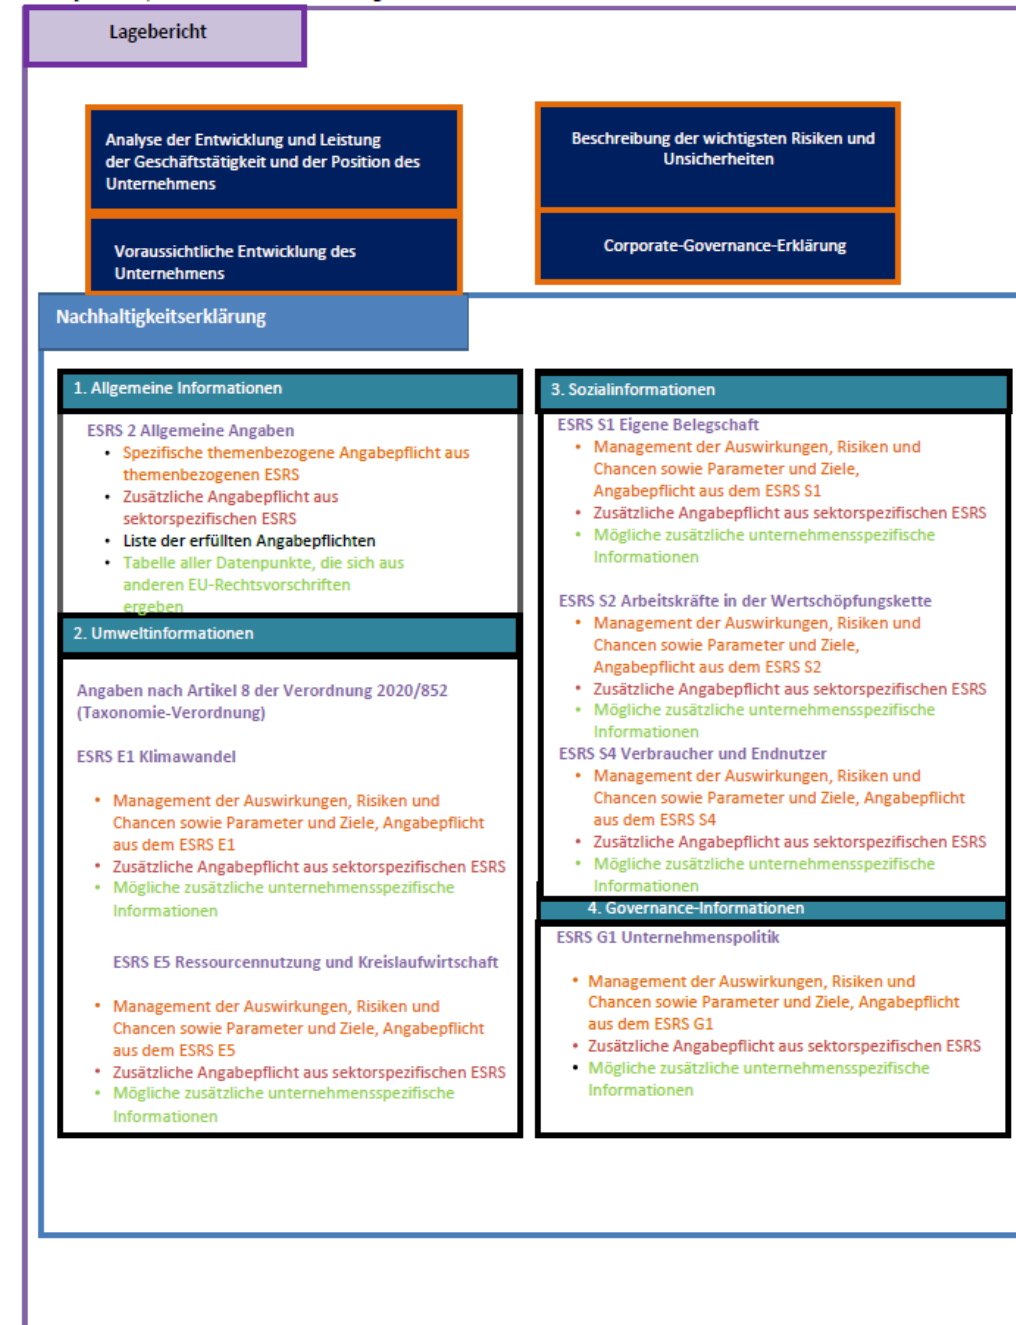 Lagebericht
Analyse der Entwicklung und Leistung
der Geschäftstätigkeit und der Position des
Unternehmens
Beschreibung der wichtigsten Risiken und
Unsicherheiten
Voraussichtliche Entwicklung des
Unternehmens
Corporate-Governance-Erklärung
Nachhaltigkeitserklärung
1. Allgemeine Informationen
ESRS 2 Allgemeine Angaben
• Spezifische themenbezogene Angabepflicht aus
themenbezogenen ESRS
• Zusätzliche Angabepflicht aus
sektorspezifischen ESRS
• Liste der erfüllten Angabepflichten
• Tabelle aller Datenpunkte, die sich aus
anderen EU-Rechtsvorschriften
ergeben
2. Umweltinformationen
Angaben nach Artikel 8 der Verordnung 2020/852
(Taxonomie-Verordnung)
ESRS E1 Klimawandel
• Management der Auswirkungen, Risiken und
Chancen sowie Parameter und Ziele, Angabepflicht
aus dem ESRS E1
• Zusätzliche Angabepflicht aus sektorspezifischen ESRS
• Mögliche zusätzliche unternehmensspezifische
Informationen
ESRS E5 Ressourcennutzung und Kreislaufwirtschaft
• Management der Auswirkungen, Risiken und
Chancen sowie Parameter und Ziele, Angabepflicht
aus dem ESRS E5
• Zusätzliche Angabepflicht aus sektorspezifischen ESRS
• Mögliche zusätzliche unternehmensspezifische
Informationen
3. Sozialinformationen
ESRS S1 Eigene Belegschaft
• Management der Auswirkungen, Risiken und
Chancen sowie Parameter und Ziele,
Angabepflicht aus dem ESRS S1
• Zusätzliche Angabepflicht aus sektorspezifischen ESRS
• Mögliche zusätzliche unternehmensspezifische
Informationen
ESRS S2 Arbeitskräfte in der Wertschöpfungskette
• Management der Auswirkungen, Risiken und
Chancen sowie Parameter und Ziele,
Angabepflicht aus dem ESRS S2
• Zusätzliche Angabepflicht aus sektorspezifischen ESRS
• Mögliche zusätzliche unternehmensspezifische
Informationen
ESRS S4 Verbraucher und Endnutzer
• Management der Auswirkungen, Risiken und
Chancen sowie Parameter und Ziele, Angabepflicht
aus dem ESRS S4
• Zusätzliche Angabepflicht aus sektorspezifischen ESRS
• Mögliche zusätzliche unternehmensspezifische
Informationen
4. Governance-Informationen
ESRS G1 Unternehmenspolitik
• Management der Auswirkungen, Risiken und
Chancen sowie Parameter und Ziele, Angabepflicht
aus dem ESRS G1
• Zusätzliche Angabepflicht aus sektorspezifischen ESRS
• Mögliche zusätzliche unternehmensspezifische
Informationen